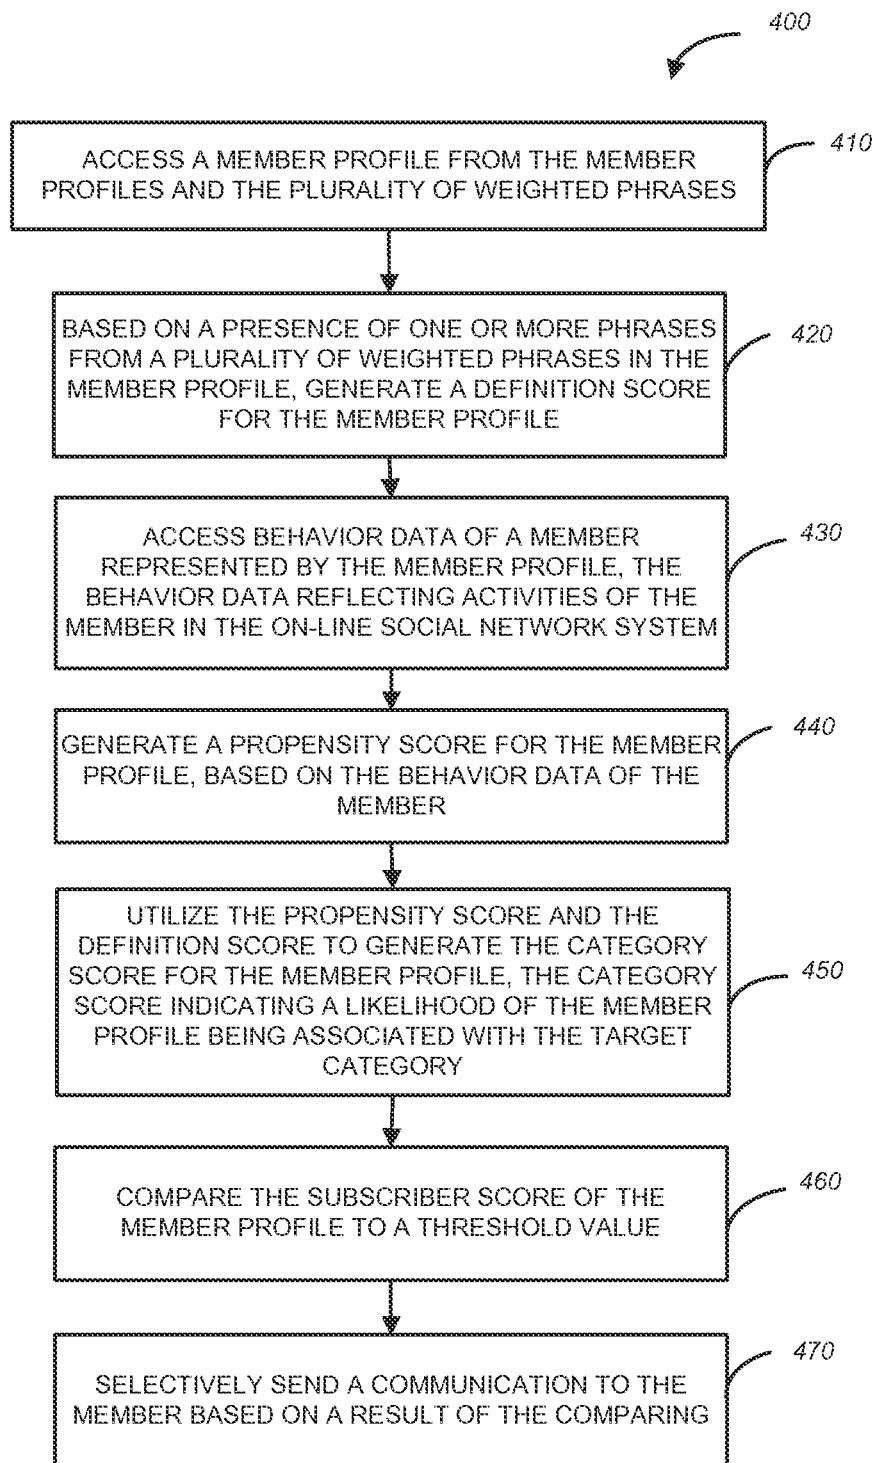 400
ACCESS A MEMBER PROFILE FROM THE MEMBER
PROFILES AND THE PLURALITY OF WEIGHTED PHRASES
410
BASED ON A PRESENCE OF ONE OR MORE PHRASES
FROM A PLURALITY OF WEIGHTED PHRASES IN THE
MEMBER PROFILE, GENERATE A DEFINITION SCORE
FOR THE MEMBER PROFILE
420
ACCESS BEHAVIOR DATA OF A MEMBER
REPRESENTED BY THE MEMBER PROFILE, THE
BEHAVIOR DATA REFLECTING ACTIVITIES OF THE
MEMBER IN THE ON-LINE SOCIAL NETWORK SYSTEM
430
GENERATE A PROPENSITY SCORE FOR THE MEMBER
PROFILE, BASED ON THE BEHAVIOR DATA OF THE
MEMBER
440
UTILIZE THE PROPENSITY SCORE AND THE
DEFINITION SCORE TO GENERATE THE CATEGORY
SCORE FOR THE MEMBER PROFILE, THE CATEGORY
SCORE INDICATING A LIKELIHOOD OF THE MEMBER
PROFILE BEING ASSOCIATED WITH THE TARGET
CATEGORY
450
COMPARE THE SUBSCRIBER SCORE OF THE
MEMBER PROFILE TO A THRESHOLD VALUE
460
SELECTIVELY SEND A COMMUNICATION TO THE
MEMBER BASED ON A RESULT OF THE COMPARING
470